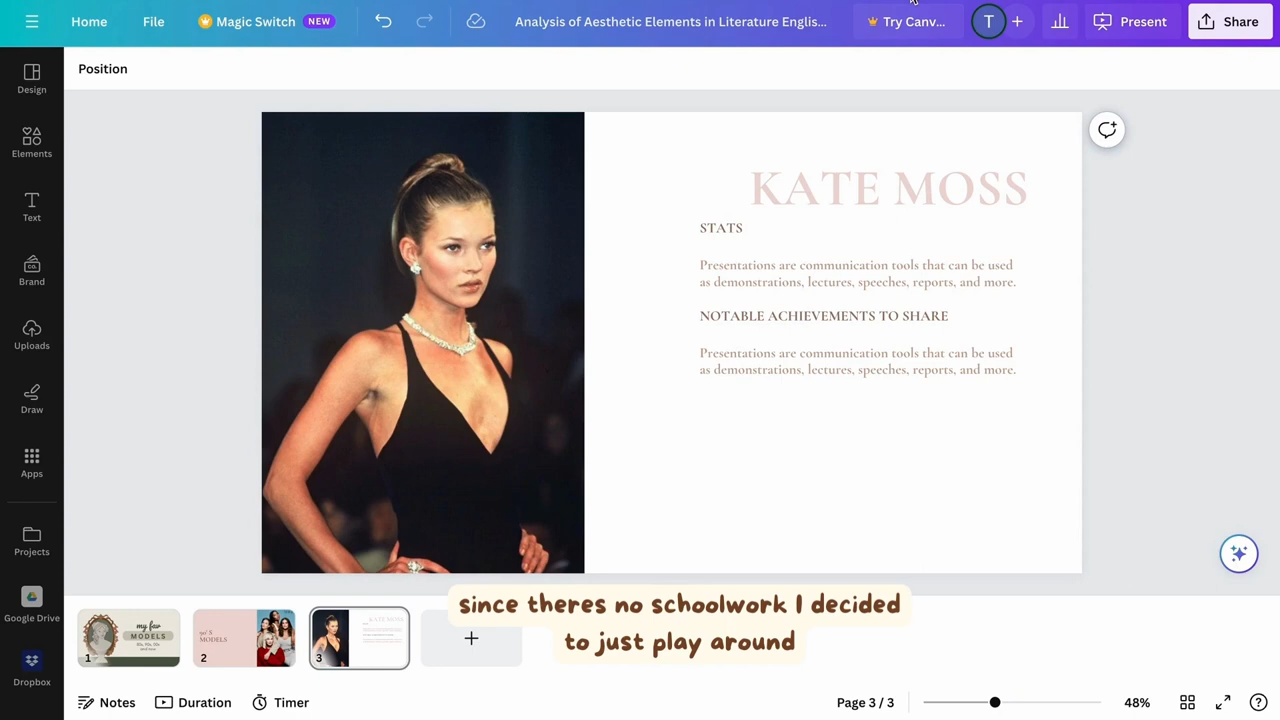 Home
File
Magic Switch
NEW
Analysis of Aesthetic Elements in Literature Englis...
Try Canv...
T
+
Present
Share
Position
Design
Elements
Text
Brand
Uploads
Draw
Apps
Projects
Google Drive
Dropbox
KATE MOSS
STATS
Presentations are communication tools that can be used
as demonstrations, lectures, speeches, reports, and more.
NOTABLE ACHIEVEMENTS TO SHARE
Presentations are communication tools that can be used
as demonstrations, lectures, speeches, reports, and more.
since theres no schoolwork I decided
to just play around
my fav
MODELS
1
MODELS
2
3
Notes
Duration
Timer
Page 3 / 3
48%